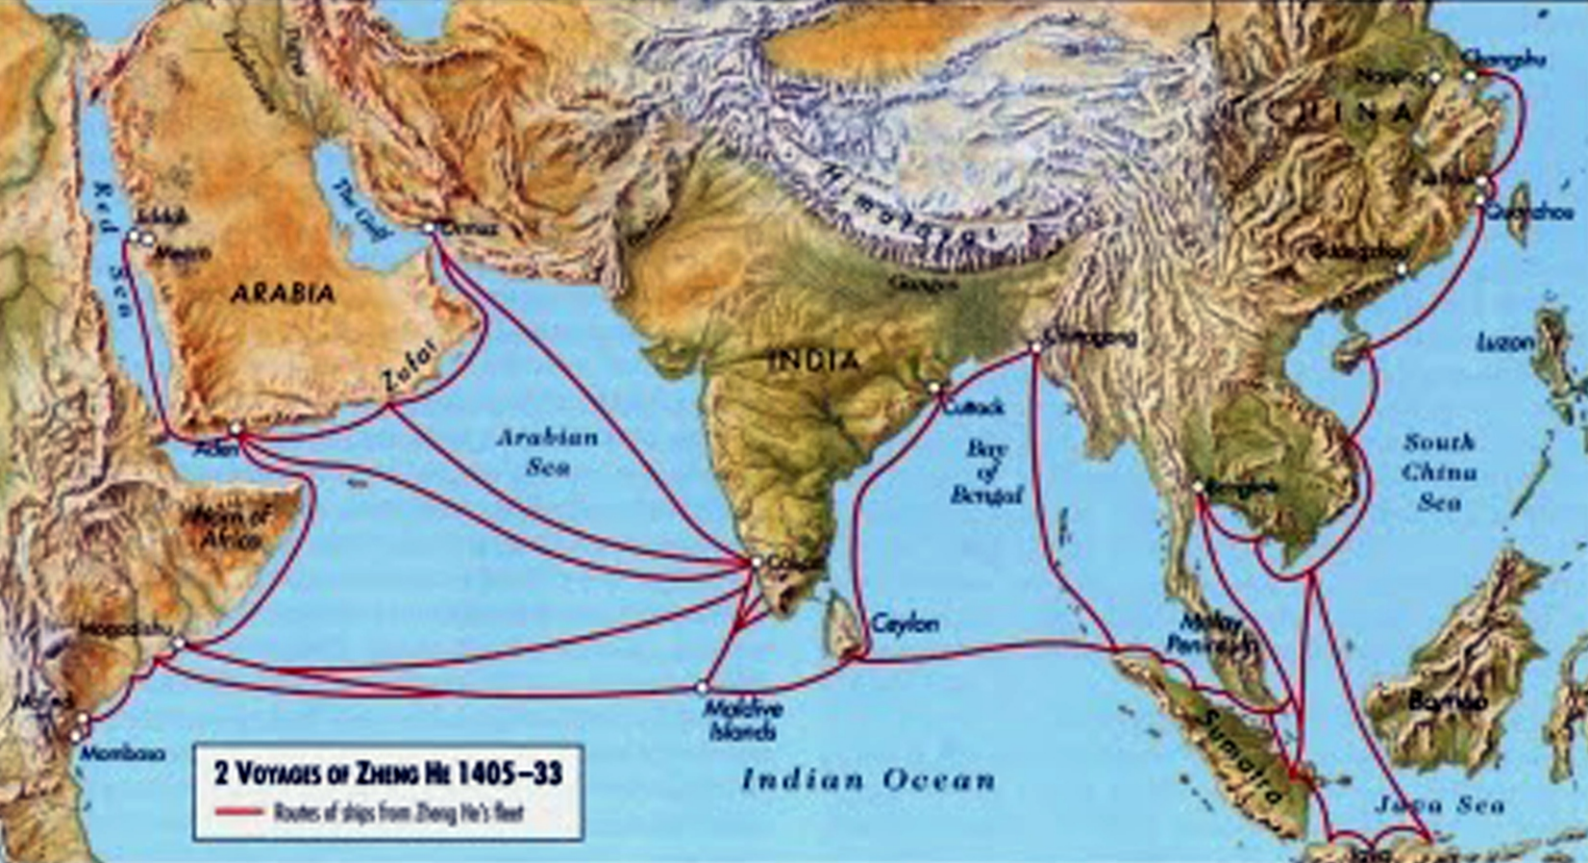 Changshu
Nanjing
CHINA
Red Sea
The Gulf
Ormuz
Himalayas
Quanzhou
Jiddah
Mecca
Guangzhou
ARABIA
Ganges
Zufar
INDIA
Chittagong
Luzon
Cuttack
Aden
Arabian
Sea
Bay
of
Bengal
South
China
Sea
Bangkok
Horn of
Africa
Mogadishu
Ceylon
Malay
Peninsula
Maldive
Islands
Borneo
Sumatra
Mombasa
Indian Ocean
Java Sea
2 VOYAGES OF ZHENG HE 1405–33
Routes of ships from Zheng He's fleet